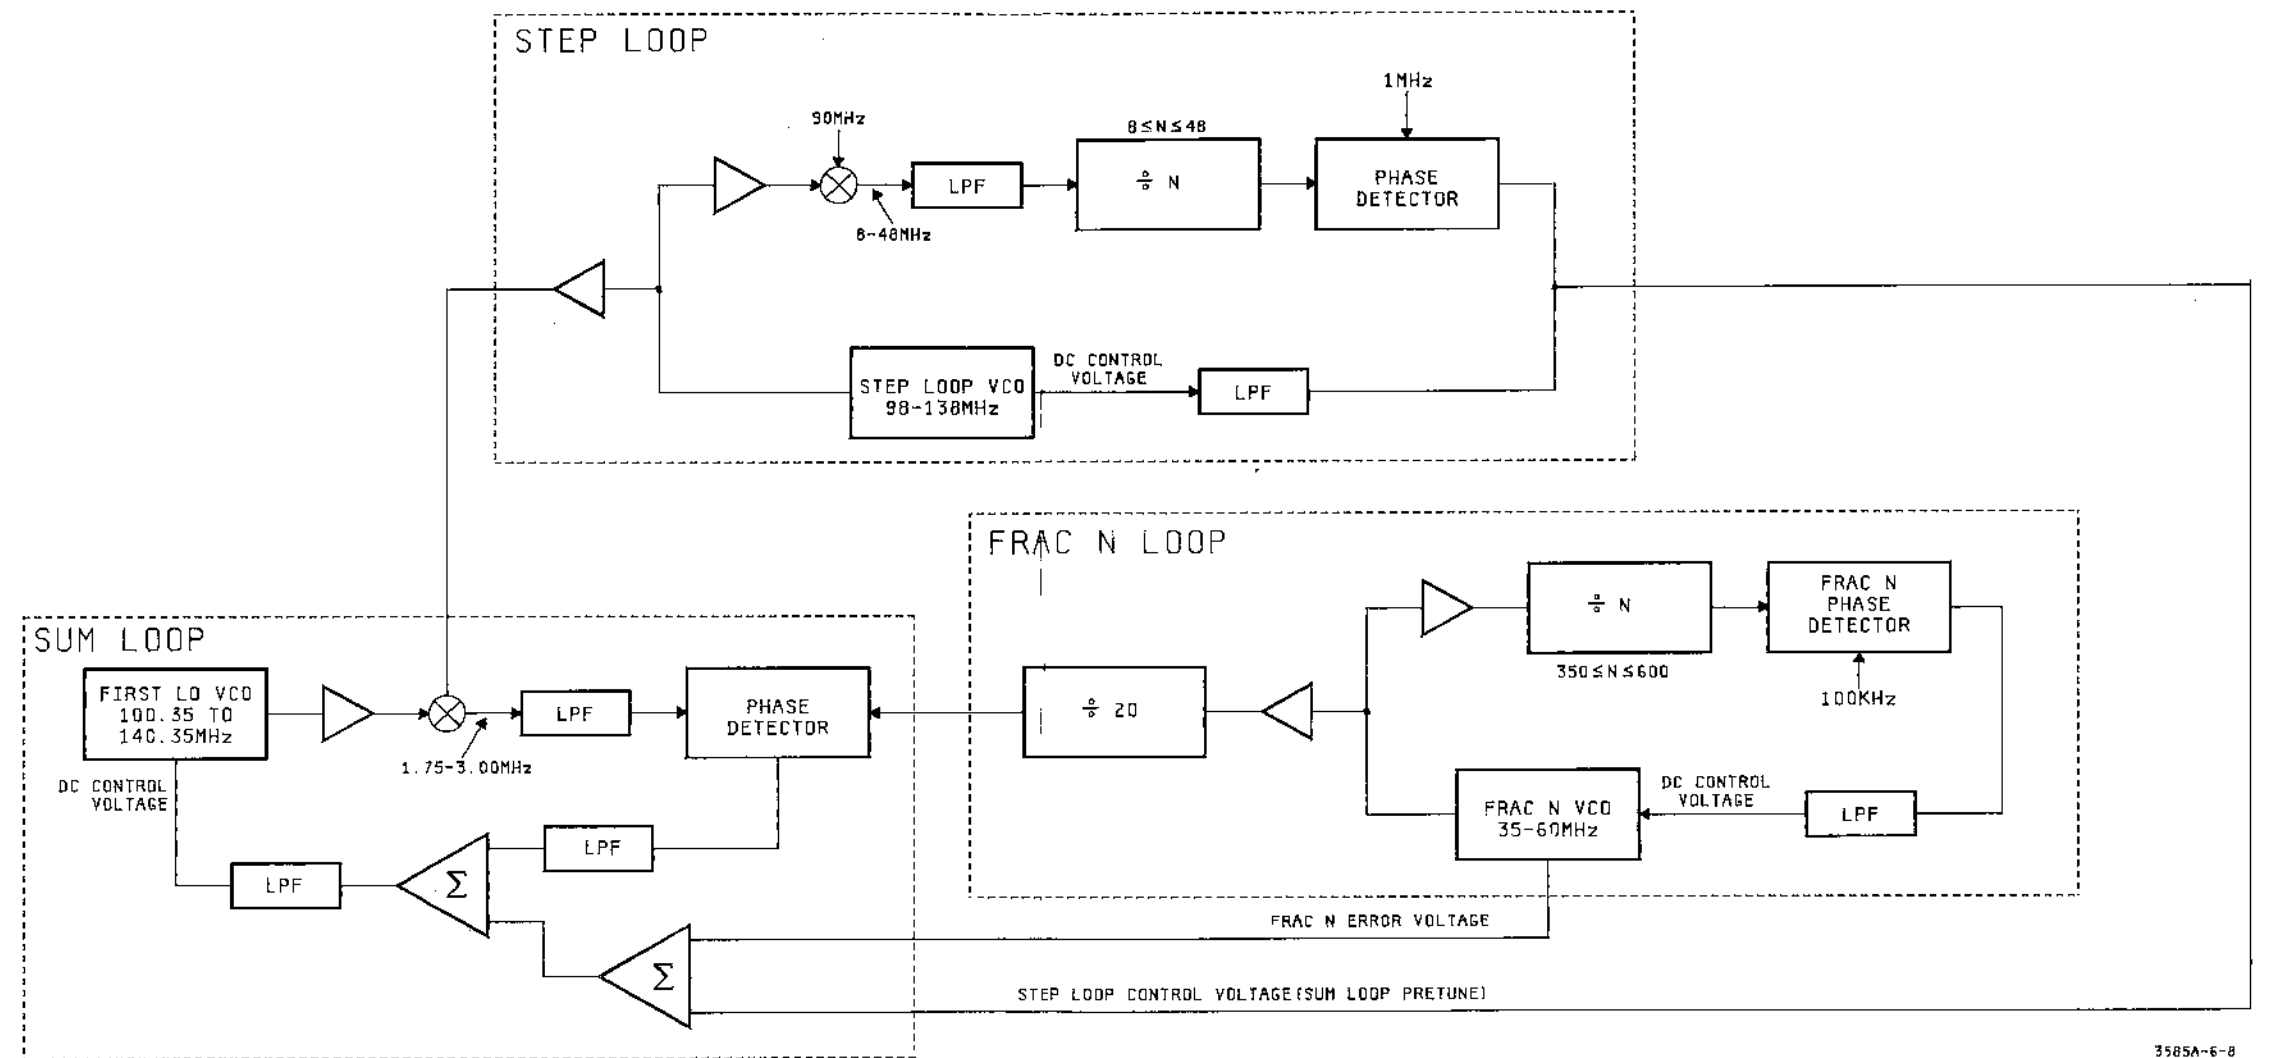 STEP LOOP
1MHz
90MHz
8≤N≤48
LPF
÷ N
PHASE
DETECTOR
8-48MHz
STEP LOOP VCO
98-138MHz
DC CONTROL
VOLTAGE
LPF
FRAC N LOOP
÷ N
350≤N≤600
FRAC N
PHASE
DETECTOR
100KHz
÷ 20
FRAC N VCO
35-60MHz
DC CONTROL
VOLTAGE
LPF
SUM LOOP
FIRST LO VCO
100.35 TO
140.35MHz
LPF
PHASE
DETECTOR
1.75-3.00MHz
DC CONTROL
VOLTAGE
LPF
LPF
Σ
Σ
FRAC N ERROR VOLTAGE
STEP LOOP CONTROL VOLTAGE(SUM LOOP PRETUNE)
3585A-6-8